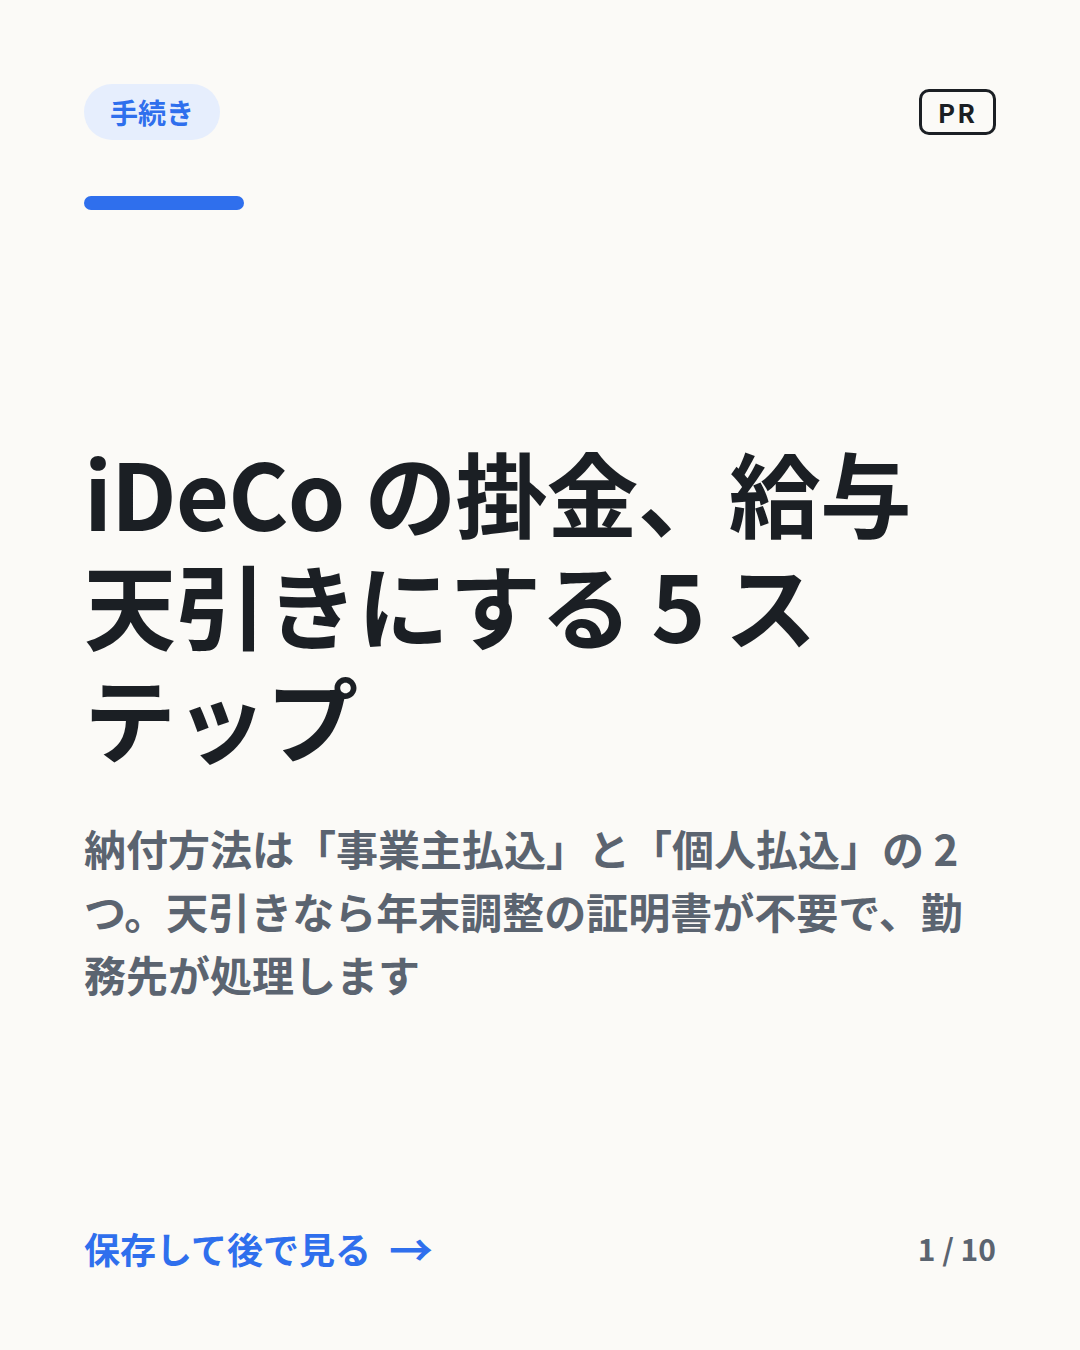 手続き
PR
iDeCo の掛金、給与
天引きにする 5 ス
テップ
納付方法は「事業主払込」と「個人払込」の 2
つ。天引きなら年末調整の証明書が不要で、勤
務先が処理します
保存して後で見る →
1 / 10